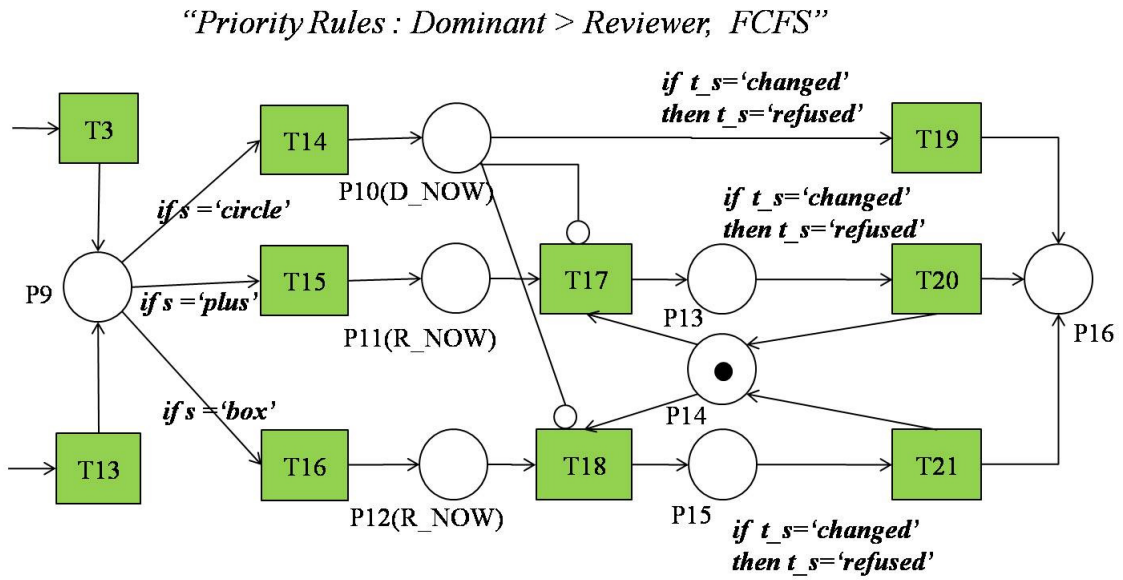 “Priority Rules : Dominant > Reviewer, FCFS”
if t_s=‘changed’
then t_s=‘refused’
T3
T14
T19
P10(D_NOW)
if s =‘circle’
if t_s=‘changed’
then t_s=‘refused’
P9
if s =‘plus’
T15
P11(R_NOW)
T17
P13
T20
P16
if s =‘box’
P14
T13
T16
P12(R_NOW)
T18
P15
T21
if t_s=‘changed’
then t_s=‘refused’